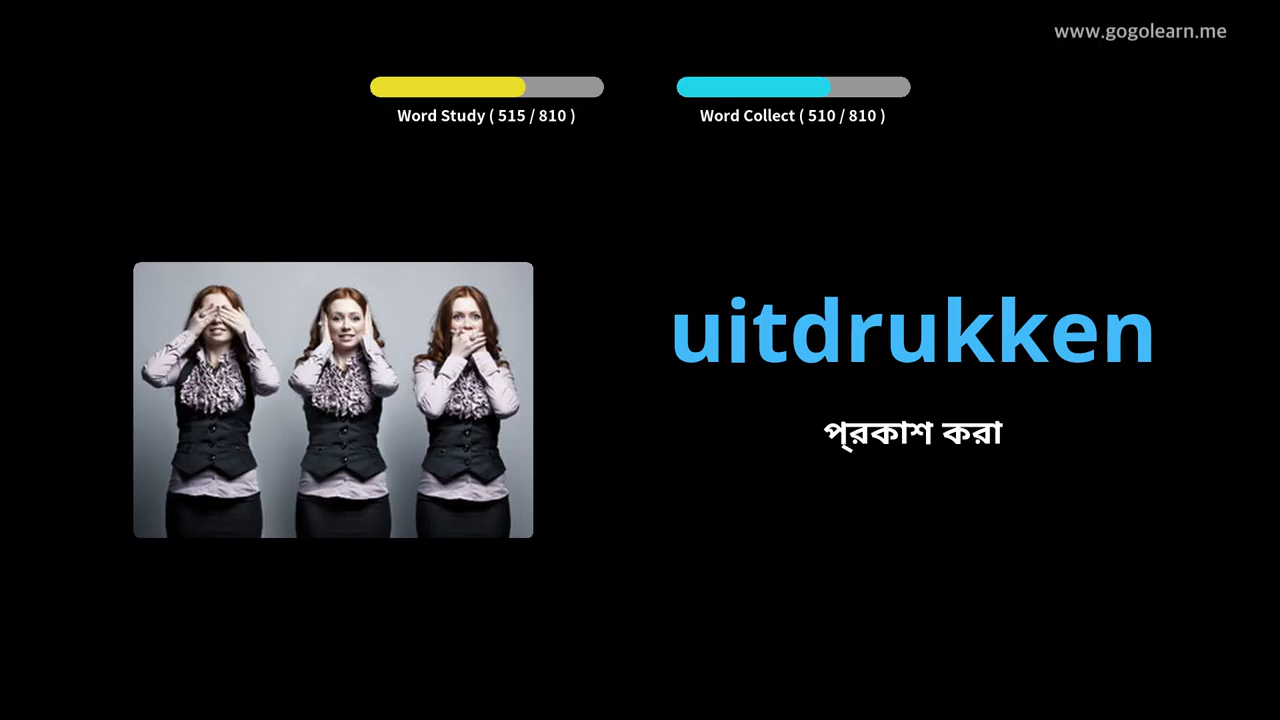 www.gogolearn.me
Word Study ( 515 / 810 )
Word Collect ( 510 / 810 )
uitdrukken
প্রকাশ করা